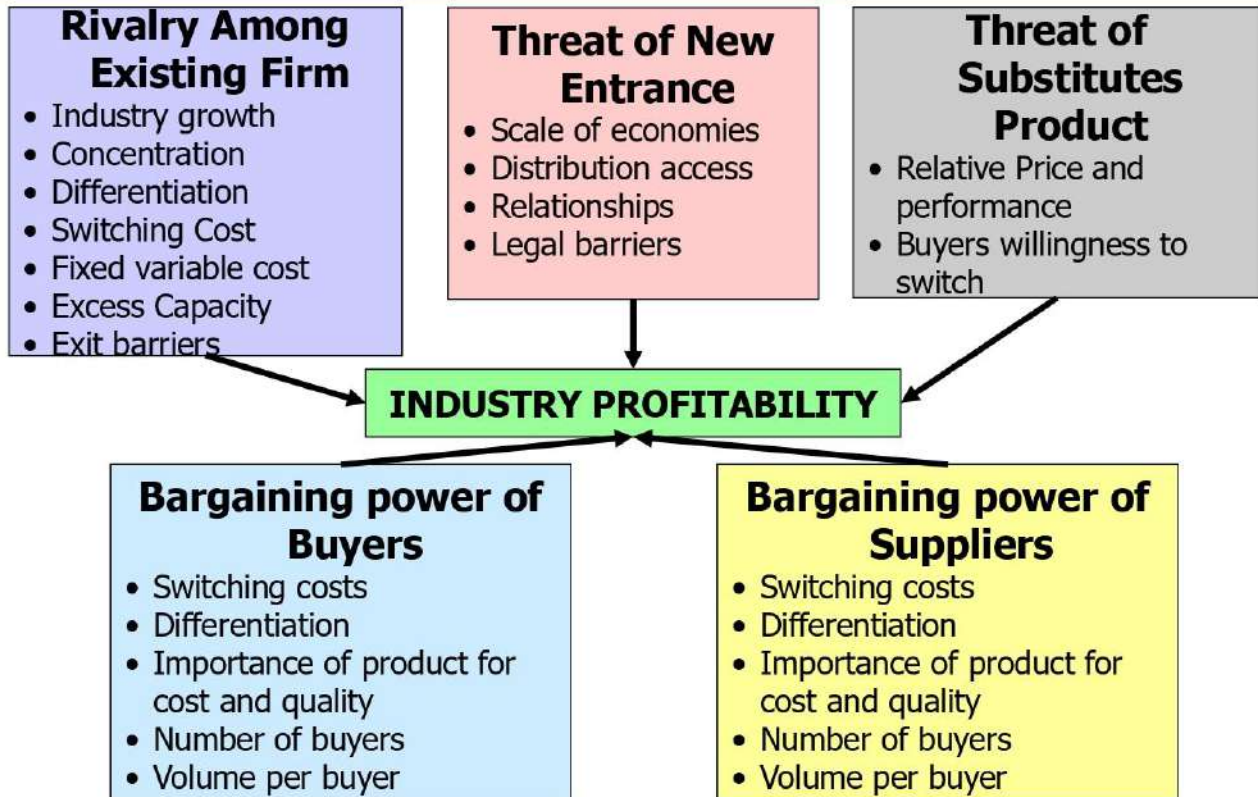 Rivalry Among
Existing Firm
• Industry growth
• Concentration
• Differentiation
• Switching Cost
• Fixed variable cost
• Excess Capacity
• Exit barriers
Threat of New
Entrance
• Scale of economies
• Distribution access
• Relationships
• Legal barriers
Threat of
Substitutes
Product
• Relative Price and
performance
• Buyers willingness to
switch
INDUSTRY PROFITABILITY
Bargaining power of
Buyers
• Switching costs
• Differentiation
• Importance of product for
cost and quality
• Number of buyers
• Volume per buyer
Bargaining power of
Suppliers
• Switching costs
• Differentiation
• Importance of product for
cost and quality
• Number of buyers
• Volume per buyer